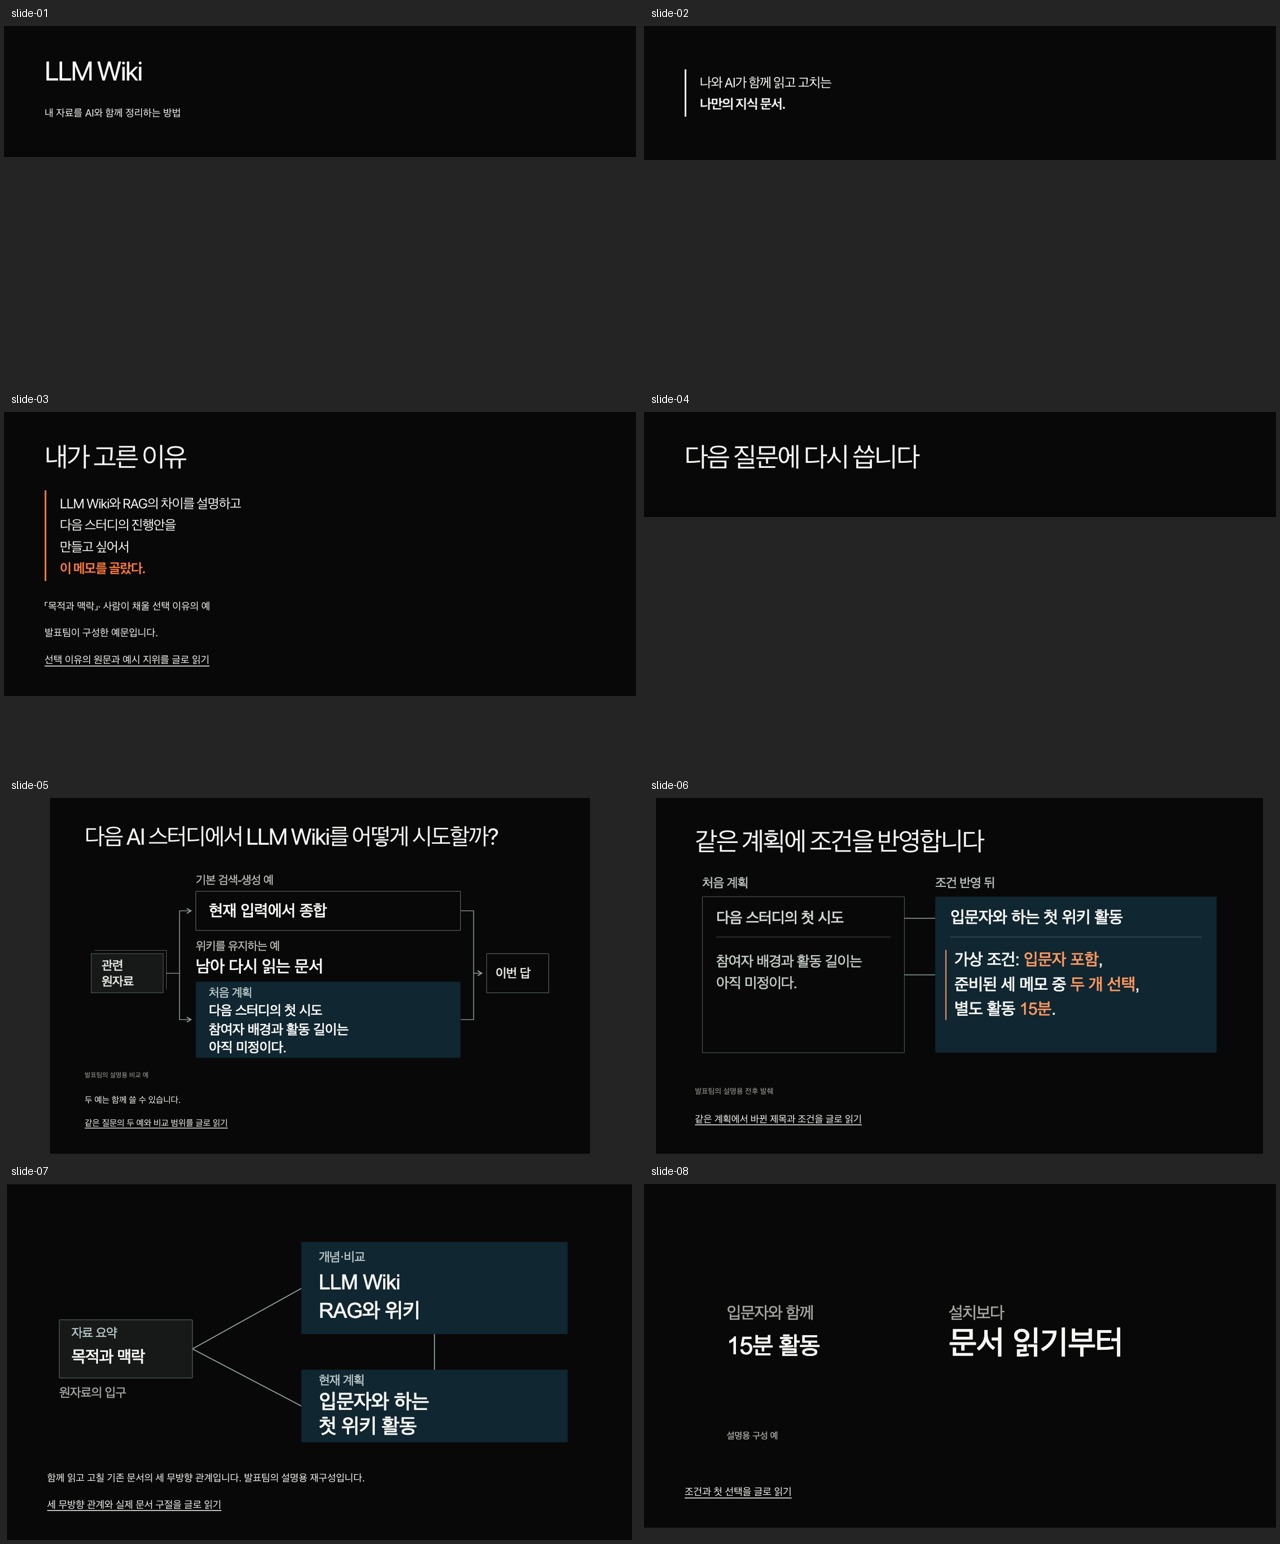 slide-01
LLM Wiki
내 자료를 AI와 함께 정리하는 방법
slide-02
나와 AI가 함께 읽고 고치는
나만의 지식 문서.
slide-03
내가 고른 이유
LLM Wiki와 RAG의 차이를 설명하고
다음 스터디의 진행안을
만들고 싶어서
이 메모를 골랐다.
「목적과 맥락」· 사람이 채울 선택 이유의 예
발표팀이 구성한 예문입니다.
선택 이유의 원문과 예시 지위를 글로 읽기
slide-04
다음 질문에 다시 씁니다
slide-05
다음 AI 스터디에서 LLM Wiki를 어떻게 시도할까?
기본 검색-생성 예
현재 입력에서 종합
위키를 유지하는 예
남아 다시 읽는 문서
관련
원자료
이번 답
처음 계획
다음 스터디의 첫 시도
참여자 배경과 활동 길이는
아직 미정이다.
발표팀의 설명용 비교 예
두 예는 함께 쓸 수 있습니다.
같은 질문의 두 예와 비교 범위를 글로 읽기
slide-06
같은 계획에 조건을 반영합니다
처음 계획
다음 스터디의 첫 시도
참여자 배경과 활동 길이는
아직 미정이다.
조건 반영 뒤
입문자와 하는 첫 위키 활동
가상 조건: 입문자 포함,
준비된 세 메모 중 두 개 선택,
별도 활동 15분.
발표팀의 설명용 전후 발췌
같은 계획에서 바뀐 제목과 조건을 글로 읽기
slide-07
개념·비교
LLM Wiki
RAG와 위키
자료 요약
목적과 맥락
원자료의 입구
현재 계획
입문자와 하는
첫 위키 활동
함께 읽고 고칠 기존 문서의 세 무방향 관계입니다. 발표팀의 설명용 재구성입니다.
세 무방향 관계와 실제 문서 구절을 글로 읽기
slide-08
입문자와 함께
15분 활동
설치보다
문서 읽기부터
설명용 구성 예
조건과 첫 선택을 글로 읽기